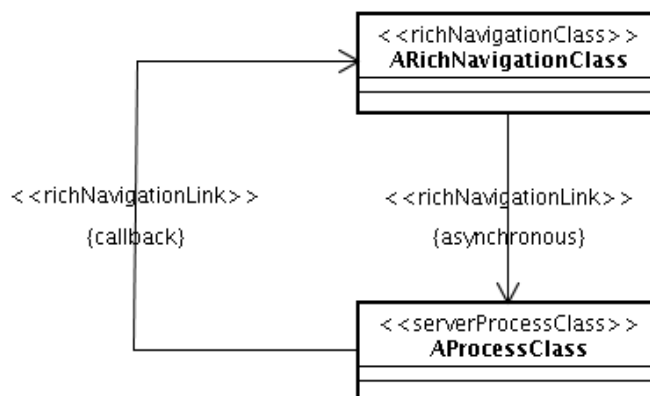 < <richNavigationClass> >
ARichNavigationClass
< <richNavigationLink> >
{callback}
< <richNavigationLink> >
{asynchronous}
< <serverProcessClass> >
AProcessClass